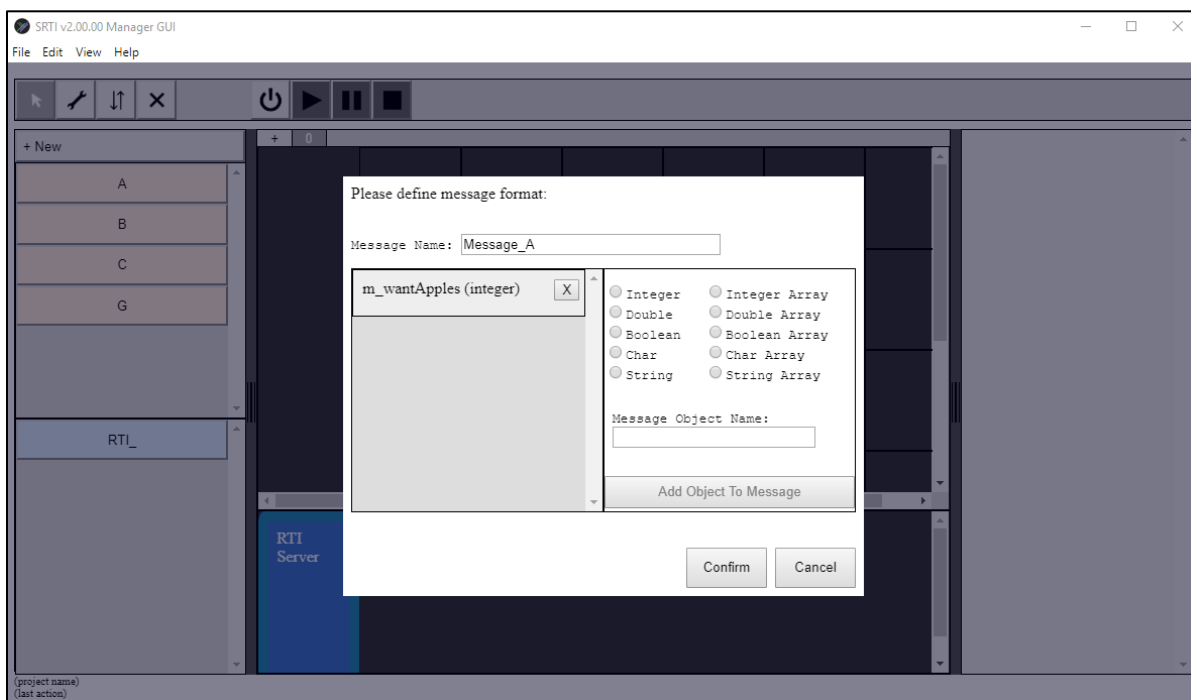 SRTI v2.00.00 Manager GUI
File Edit View Help
+ New
A
B
C
G
RTI_
+ 0
Please define message format:
Message Name: Message_A
m_wantApples (integer) X
Integer Integer Array
Double Double Array
Boolean Boolean Array
Char Char Array
String String Array
Message Object Name:
Add Object To Message
Confirm Cancel
RTI
Server
(project name)
(last action)